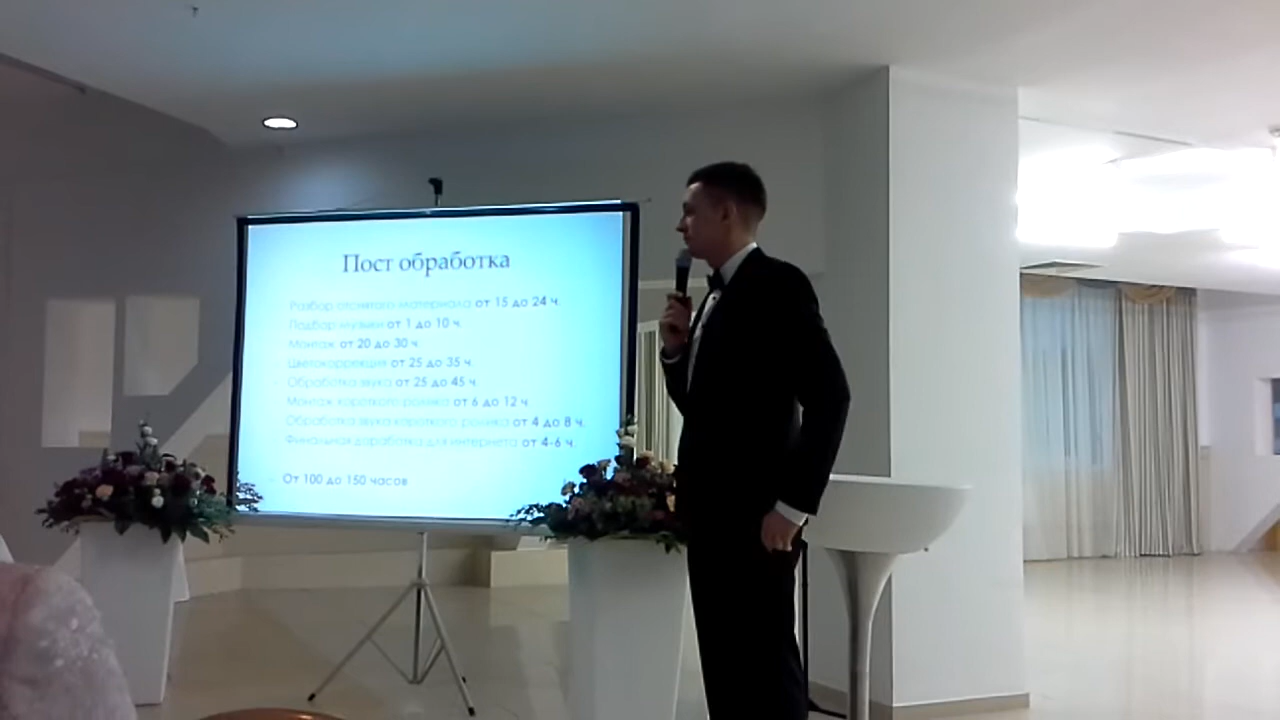 Пост обработка
Разбор отснятого материала от 15 до 24 ч.
Подбор музыки от 1 до 10 ч.
Монтаж от 20 до 30 ч.
Цветокоррекция от 25 до 35 ч.
Обработка звука от 25 до 45 ч.
Монтаж короткого ролика от 6 до 12 ч.
Обработка звука короткого ролика от 4 до 8 ч.
Финальная доработка для интернета от 4-6 ч.
От 100 до 150 часов